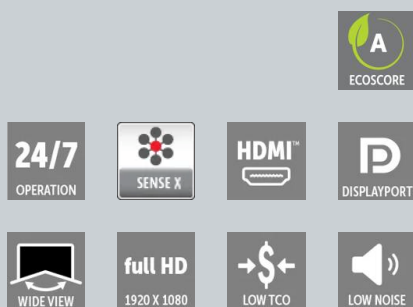 A
ECOSCORE
24/7
OPERATION
SENSE X
HDMI™
DISPLAYPORT
WIDE VIEW
full HD
1920 X 1080
LOW TCO
LOW NOISE